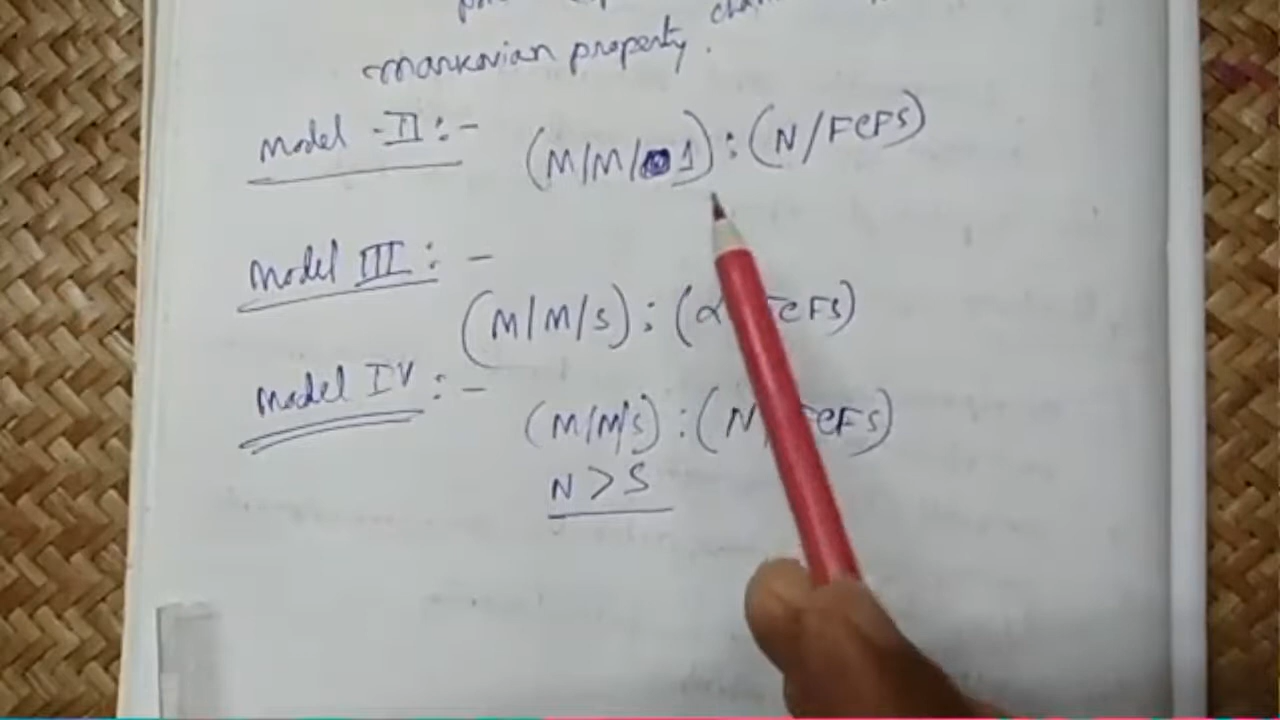 markovian property.
Model - II :- (M/M/1) : (N/FCFS)
Model III : -
(M/M/S) : (α FCFS)
Model IV : -
(M/M/S) : (N/FCFS)
N > S